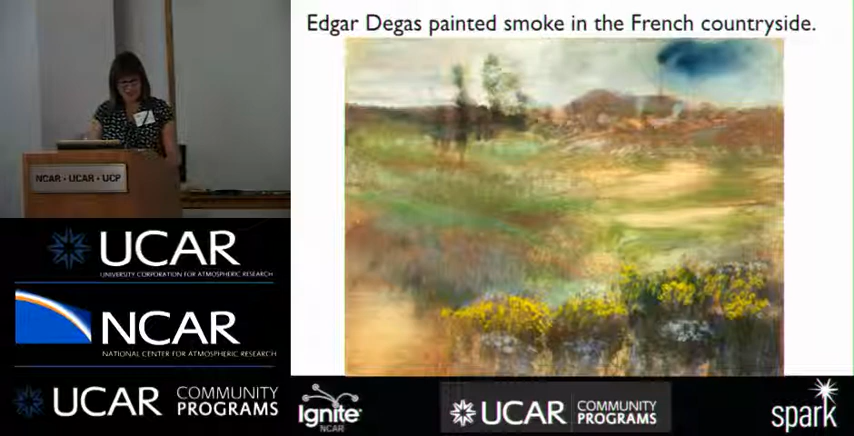 Edgar Degas painted smoke in the French countryside.
NCAR • UCAR • UCP
UCAR
UNIVERSITY CORPORATION FOR ATMOSPHERIC RESEARCH
NCAR
NATIONAL CENTER FOR ATMOSPHERIC RESEARCH
UCAR COMMUNITY PROGRAMS
Ignite
NCAR
UCAR COMMUNITY PROGRAMS
spark